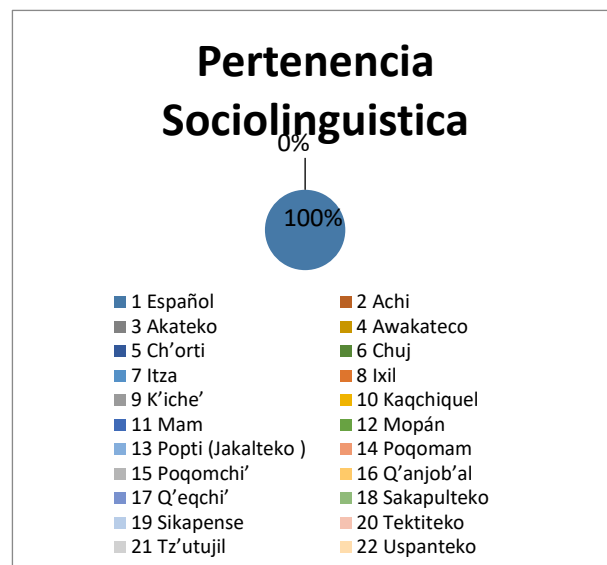 Pertenencia
Sociolinguistica
0%
100%
1 Español 2 Achi
3 Akateko 4 Awakateco
5 Ch’orti 6 Chuj
7 Itza 8 Ixil
9 K’iche’ 10 Kaqchiquel
11 Mam 12 Mopán
13 Popti (Jakalteko ) 14 Poqomam
15 Poqomchi’ 16 Q’anjob’al
17 Q’eqchi’ 18 Sakapulteko
19 Sikapense 20 Tektiteko
21 Tz’utujil 22 Uspanteko